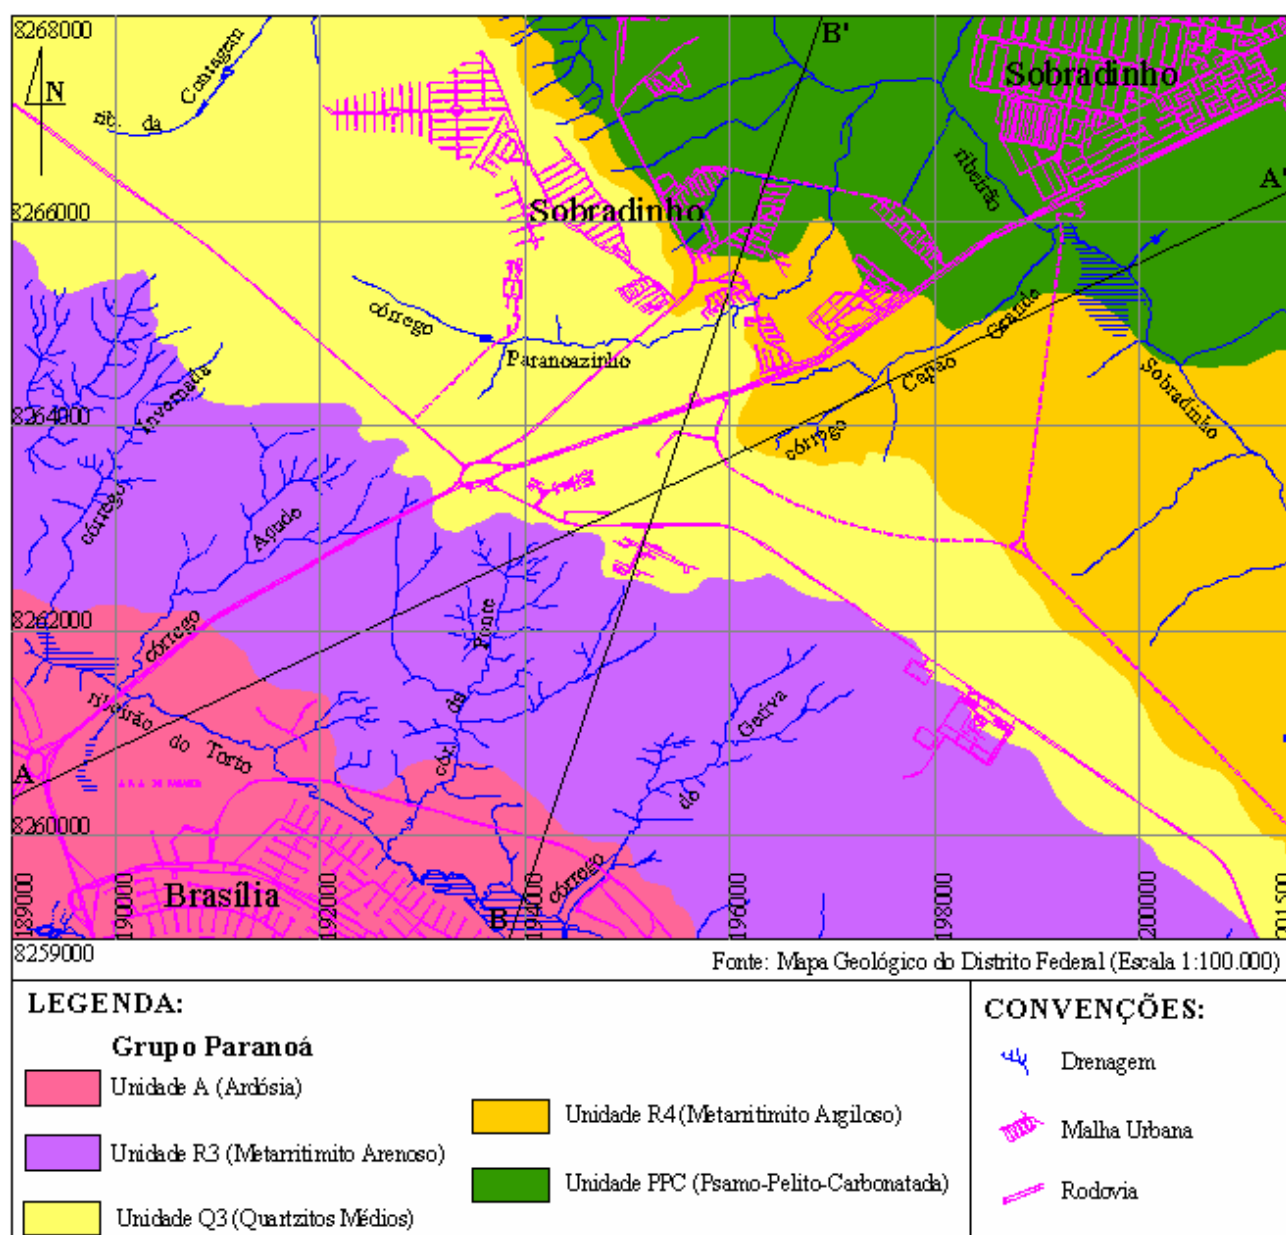 8268000
B'
Sobradinho
N
rib. da Contagem
ribeirão
A'
8266000
Sobradinho
córrego
Paranoazinho
Grande
Capão
córrego
Sobradinho
Invernada
8264000
córrego
Açudo
8262000
córrego
Fonte
da
cór.
ribeirão
do Torto
Geriva
do
A
8260000
córrego
Brasília
B
189000
190000
192000
194000
196000
198000
200000
201500
8259000
Fonte: Mapa Geológico do Distrito Federal (Escala 1:100.000)
LEGENDA:
Grupo Paranoá
Unidade A (Ardósia)
Unidade R3 (Metarritimito Arenoso)
Unidade Q3 (Quartzitos Médios)
Unidade R4 (Metarritimito Argiloso)
Unidade PPC (Psamo-Pelito-Carbonatada)
CONVENÇÕES:
Drenagem
Malha Urbana
Rodovia